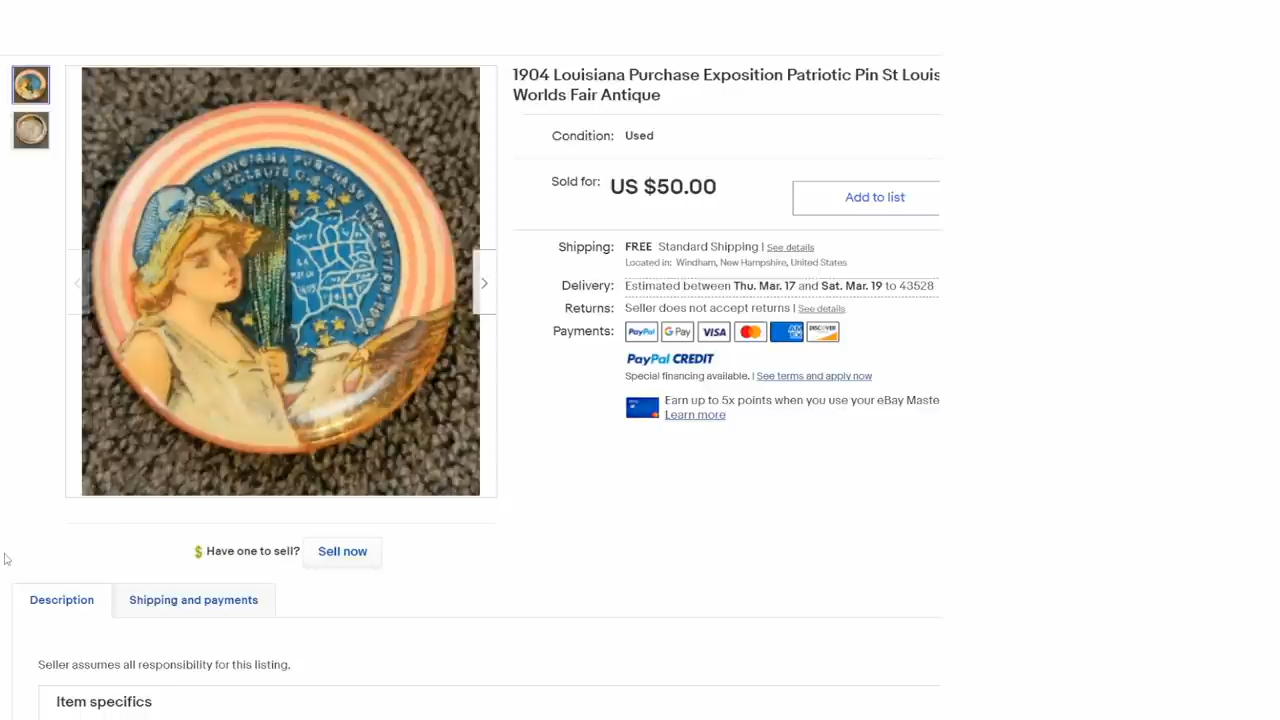 1904 Louisiana Purchase Exposition Patriotic Pin St Louis
Worlds Fair Antique
Condition: Used
Sold for: US $50.00
Add to list
Shipping: FREE Standard Shipping | See details
Located in: Windham, New Hampshire, United States
Delivery: Estimated between Thu. Mar. 17 and Sat. Mar. 19 to 43528
Returns: Seller does not accept returns | See details
Payments: PayPal G Pay VISA DISCOVER
PayPal CREDIT
Special financing available. | See terms and apply now
Earn up to 5x points when you use your eBay Maste
Learn more
LOUISIANA PURCHASE EXPOSITION
$ Have one to sell? Sell now
Description Shipping and payments
Seller assumes all responsibility for this listing.
Item specifics